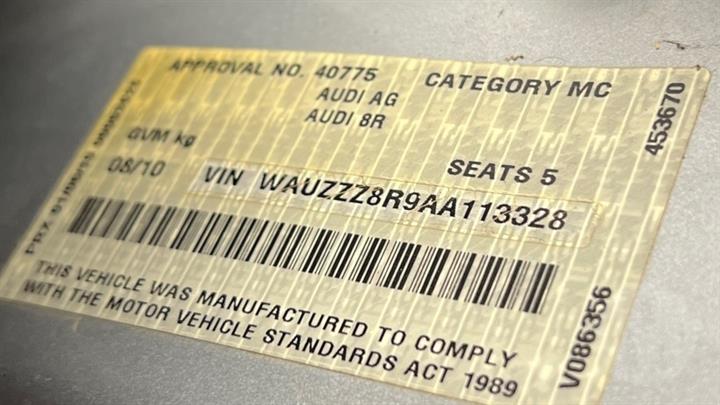 APPROVAL NO. 40775
CATEGORY MC
AUDI AG
AUDI 8R
GVM kg
SEATS 5
08/10
VIN WAUZZZ8R9AA113328
THIS VEHICLE WAS MANUFACTURED TO COMPLY
WITH THE MOTOR VEHICLE STANDARDS ACT 1989
453670
V086356